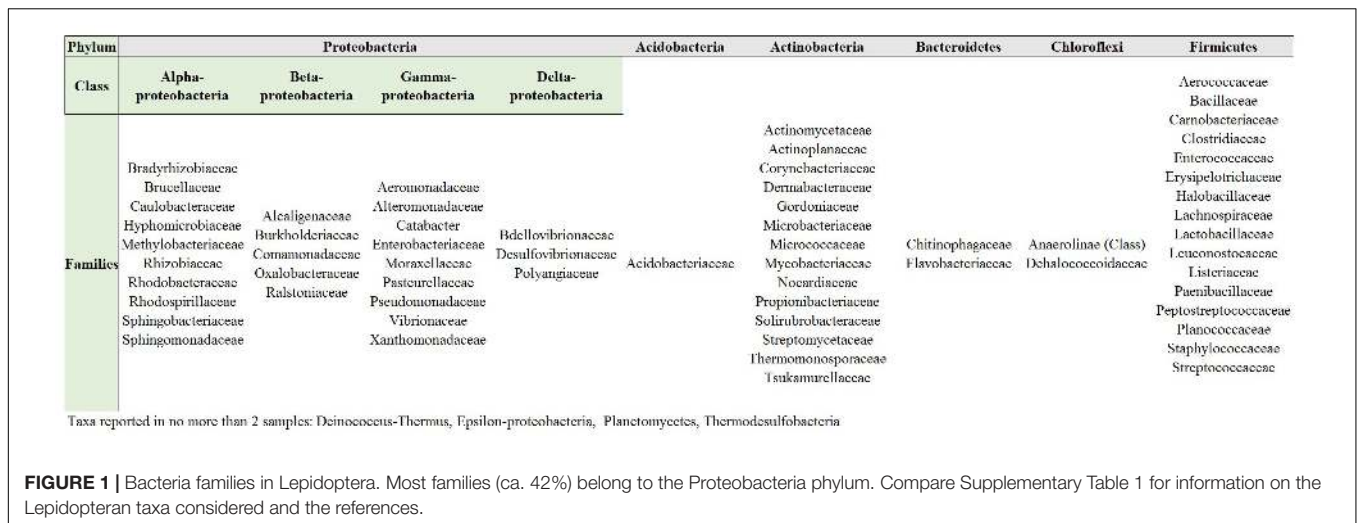 Phylum Proteobacteria Acidobacteria Actinobacteria Bacteroidetes Chloroflexi Firmicutes
Class
Alpha-
proteobacteria
Beta-
proteobacteria
Gamma-
proteobacteria
Delta-
proteobacteria
Families
Bradyrhizobiaceae
Brucellaceae
Caulobacteraceae
Hyphomicrobiaceae
Methylobacteriaceae
Rhizobiaceae
Rhodobacteraceae
Rhodospirillaceae
Sphingobacteriaceae
Sphingomonadaceae
Alcaligenaceae
Burkholderiaceae
Comamonadaceae
Oxalobacteraceae
Ralstoniaceae
Aeromonadaceae
Alteromonadaceae
Catabacter
Enterobacteriaceae
Moraxellaceae
Pasteurellaceae
Pseudomonadaceae
Vibrionaceae
Xanthomonadaceae
Bdellovibrionaceae
Desulfovibrionaceae
Polyangiaceae
Acidobacteriaceae
Actinomycetaceae
Actinoplanaceae
Corynebacteriaceae
Dermabacteraceae
Gordoniaceae
Microbacteriaceae
Micrococcaceae
Mycobacteriaceae
Nocardiaceae
Propionibacteriaceae
Solirubrobacteraceae
Streptomycetaceae
Thermomonosporaceae
Tsukamurellaceae
Chitinophagaceae
Flavobacteriaceae
Anaerolinae (Class)
Dehalococcoidaceae
Aerococcaceae
Bacillaceae
Carnobacteriaceae
Clostridiaceae
Enterococcaceae
Erysipelotrichaceae
Halobacillaceae
Lachnospiraceae
Lactobacillaceae
Leuconostocaceae
Listeriaceae
Paenibacillaceae
Peptostreptococcaceae
Planococcaceae
Staphylococcaceae
Streptococcaceae
Taxa reported in no more than 2 samples: Deinococcus-Thermus, Epsilon-proteobacteria, Planctomycetes, Thermodesulfobacteria
FIGURE 1 | Bacteria families in Lepidoptera. Most families (ca. 42%) belong to the Proteobacteria phylum. Compare Supplementary Table 1 for information on the
Lepidopteran taxa considered and the references.